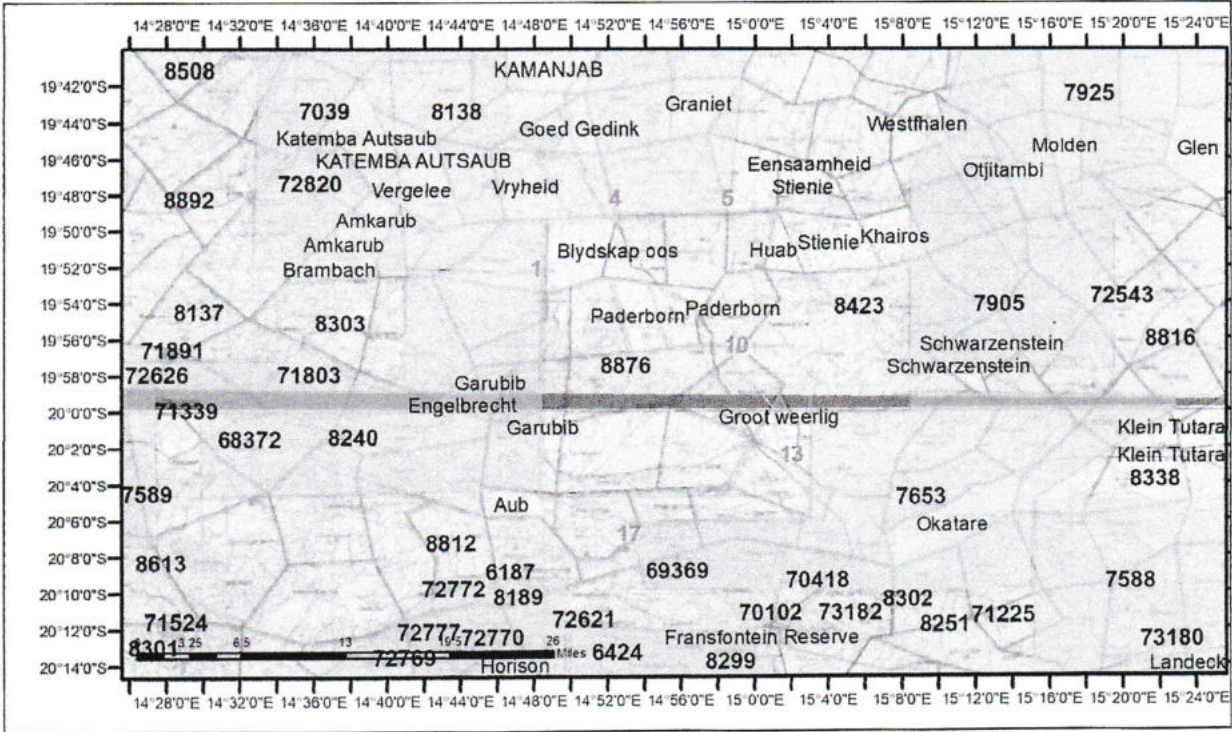 14°28'0"E 14°32'0"E 14°36'0"E 14°40'0"E 14°44'0"E 14°48'0"E 14°52'0"E 14°56'0"E 15°0'0"E 15°4'0"E 15°8'0"E 15°12'0"E 15°16'0"E 15°20'0"E 15°24'0"E
8508 KAMANJAB
19°42'0"S 7925
7039 8138 Graniet
19°44'0"S Goed Gedink Westfhalen
Katemba Autsaub Molden Glen
19°46'0"S KATEMBA AUTSAUB Eensaamheid Otjitambi
72820 Vergelee Vryheid Stienie
19°48'0"S 8892 4 5
Amkarub
19°50'0"S Amkarub Blydskap oos Huab Stienie Khairos
19°52'0"S Brambach 1
19°54'0"S 8137 8303 Paderborn Paderborn 8423 7905 72543
19°56'0"S 71891 10 Schwarzenstein 8816
19°58'0"S 72626 71803 8876 Schwarzenstein
Garubib
20°0'0"S 71339 Engelbrecht Groot weerlig
68372 8240 Garubib Klein Tutara
20°2'0"S 13 Klein Tutara
8338
20°4'0"S 7589 Aub 7653
20°6'0"S 17 Okatare
8812
20°8'0"S 8613 6187 69369 70418 7588
20°10'0"S 72772 8189 8302
71524 72621 70102 73182 8251 71225
20°12'0"S 72777 72770 Fransfontein Reserve 73180
8301 3.25 6.5 13 19.5 26 Miles 6424
20°14'0"S 72769 Horison 8299 Landeck
14°28'0"E 14°32'0"E 14°36'0"E 14°40'0"E 14°44'0"E 14°48'0"E 14°52'0"E 14°56'0"E 15°0'0"E 15°40'0"E 15°8'0"E 15°12'0"E 15°16'0"E 15°20'0"E 15°24'0"E